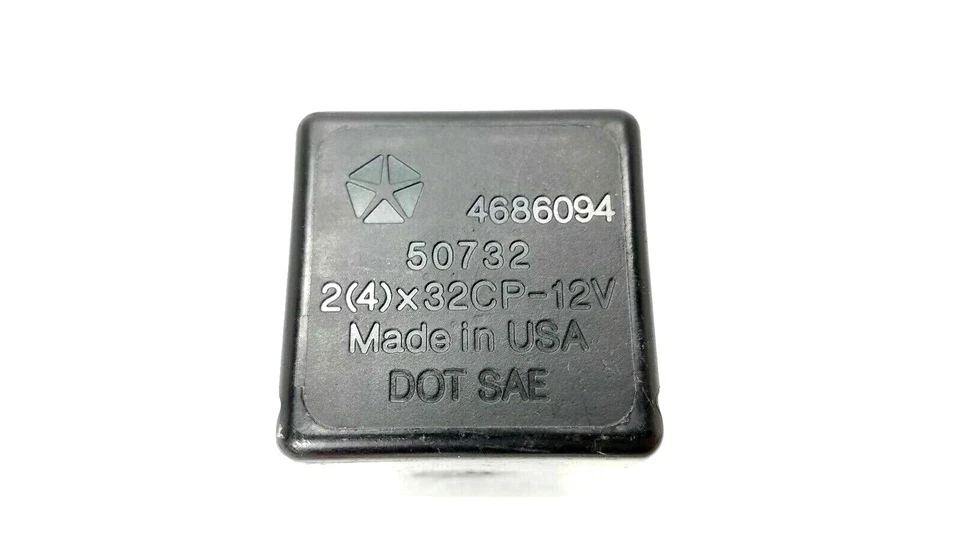 4686094
50732
2(4)x32CP-12V
Made in USA
DOT SAE